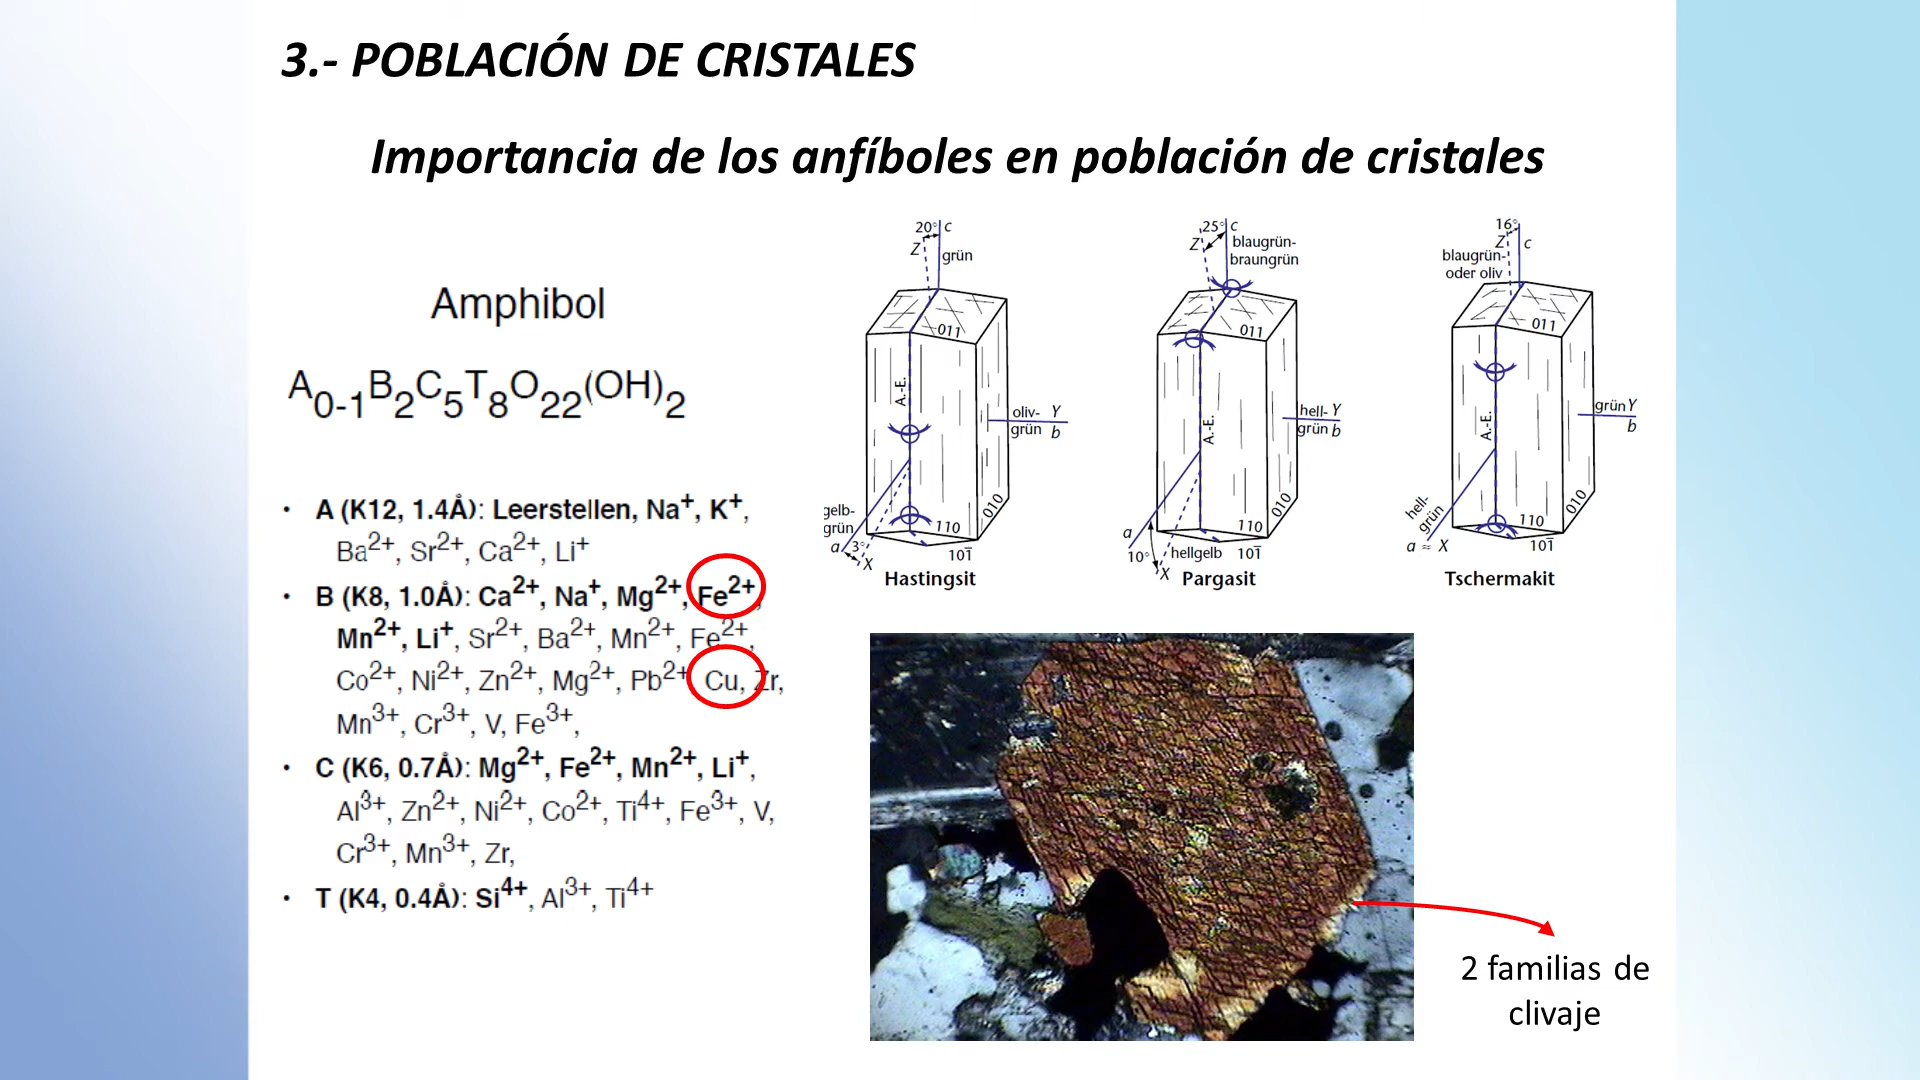 3.- POBLACIÓN DE CRISTALES
Importancia de los anfíboles en población de cristales
Amphibol
A₀₋₁B₂C₅T₈O₂₂(OH)₂
• A (K12, 1.4Å): Leerstellen, Na⁺, K⁺,
Ba²⁺, Sr²⁺, Ca²⁺, Li⁺
• B (K8, 1.0Å): Ca²⁺, Na⁺, Mg²⁺, Fe²⁺,
Mn²⁺, Li⁺, Sr²⁺, Ba²⁺, Mn²⁺, Fe²⁺,
Co²⁺, Ni²⁺, Zn²⁺, Mg²⁺, Pb²⁺ Cu, Zr,
Mn³⁺, Cr³⁺, V, Fe³⁺,
• C (K6, 0.7Å): Mg²⁺, Fe²⁺, Mn²⁺, Li⁺,
Al³⁺, Zn²⁺, Ni²⁺, Co²⁺, Ti⁴⁺, Fe³⁺, V,
Cr³⁺, Mn³⁺, Zr,
• T (K4, 0.4Å): Si⁴⁺, Al³⁺, Ti⁴⁺
20° c
Z
grün
011
A.-E.
oliv- Y
grün b
gelb-
grün
a 3°
X
110
010
101̅
Hastingsit
25° c
Z blaugrün-
braungrün
011
A.-E.
hell- Y
grün b
a
10°
X
hellgelb
110
010
101̅
Pargasit
16°
Z c
blaugrün-
oder oliv
011
A.-E.
grün Y
b
hell-
grün
a ≈ X
110
010
101̅
Tschermakit
2 familias de
clivaje